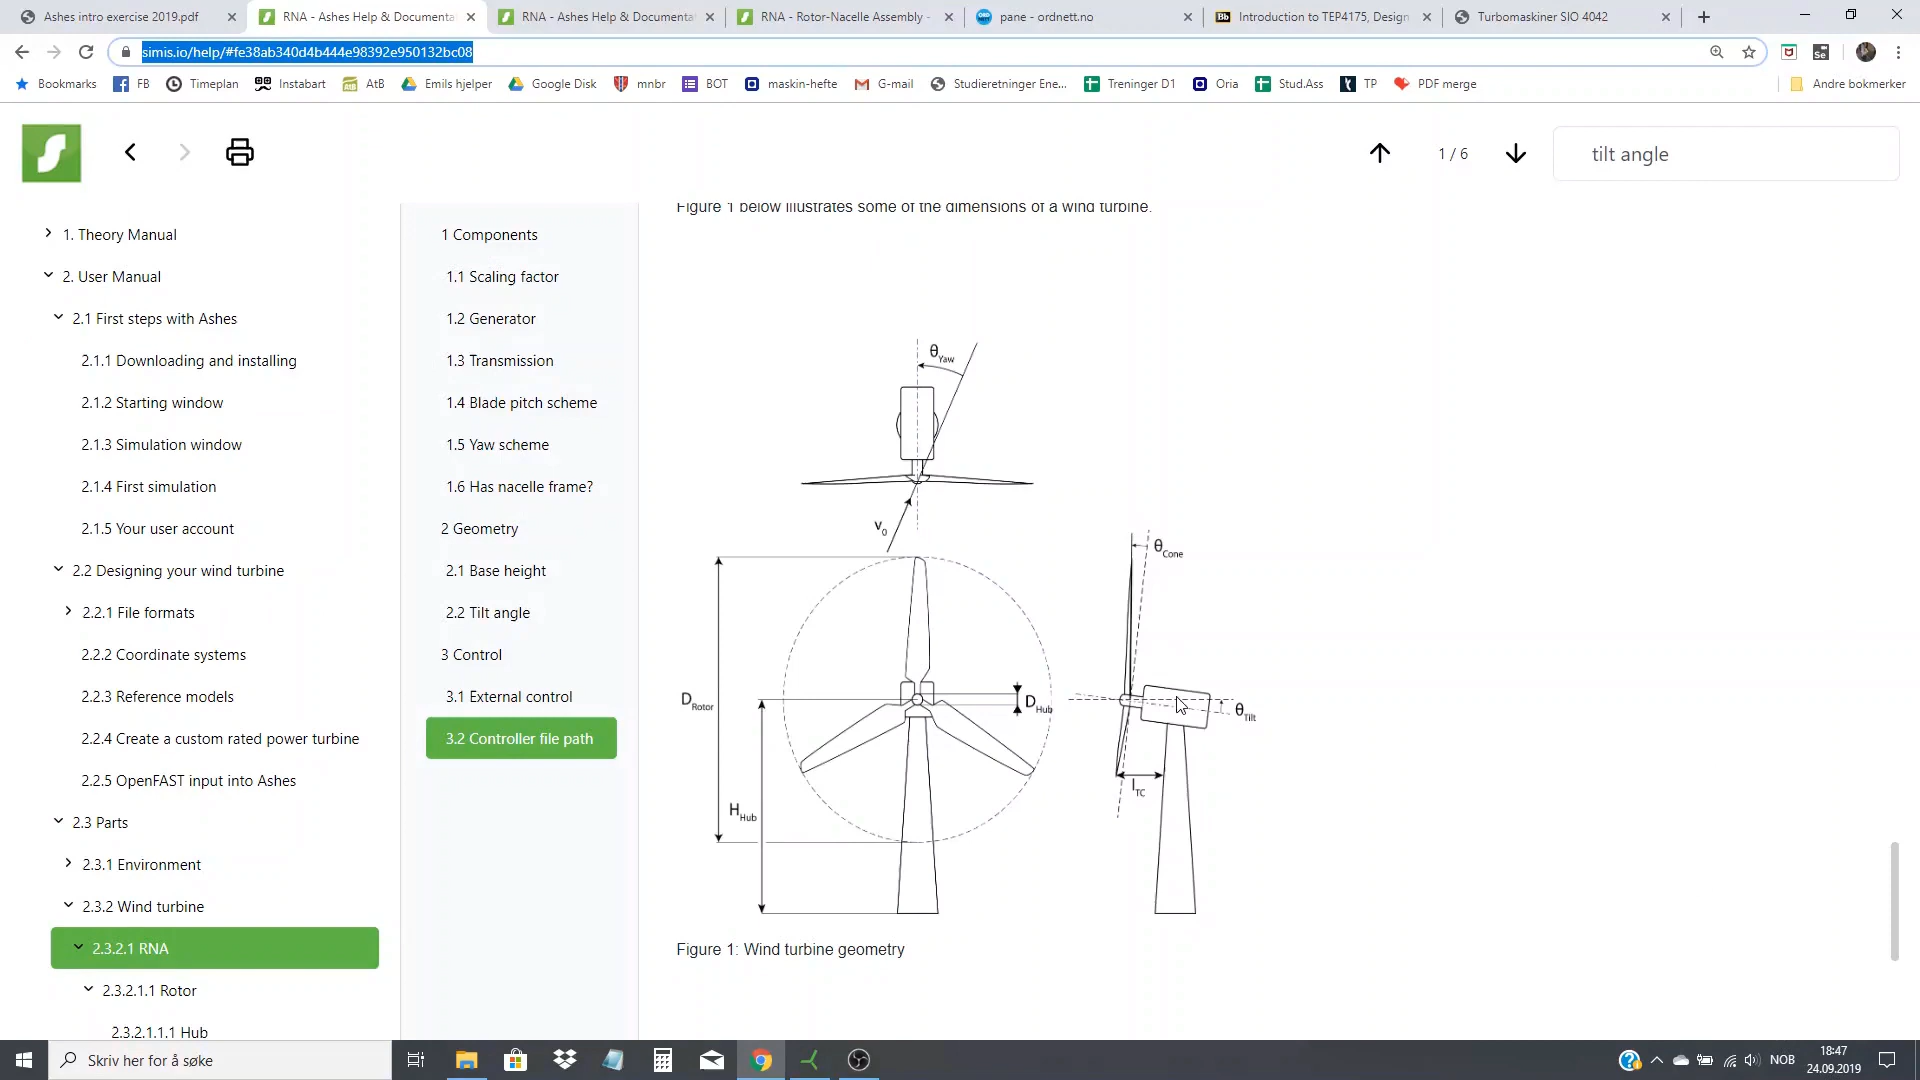 Ashes intro exercise 2019.pdf
RNA - Ashes Help & Documenta
RNA - Ashes Help & Documentat
RNA - Rotor-Nacelle Assembly -
pane - ordnett.no
Bb Introduction to TEP4175, Design
Turbomaskiner SIO 4042
simis.io/help/#fe38ab340d4b444e98392e950132bc08
Bookmarks FB Timeplan Instabart AtB Emils hjelper Google Disk mnbr BOT maskin-hefte G-mail Studieretninger Ene... Treninger D1 Oria Stud.Ass TP PDF merge Andre bokmerker
1 / 6
tilt angle
1. Theory Manual
2. User Manual
2.1 First steps with Ashes
2.1.1 Downloading and installing
2.1.2 Starting window
2.1.3 Simulation window
2.1.4 First simulation
2.1.5 Your user account
2.2 Designing your wind turbine
2.2.1 File formats
2.2.2 Coordinate systems
2.2.3 Reference models
2.2.4 Create a custom rated power turbine
2.2.5 OpenFAST input into Ashes
2.3 Parts
2.3.1 Environment
2.3.2 Wind turbine
2.3.2.1 RNA
2.3.2.1.1 Rotor
2.3.2.1.1.1 Hub
1 Components
1.1 Scaling factor
1.2 Generator
1.3 Transmission
1.4 Blade pitch scheme
1.5 Yaw scheme
1.6 Has nacelle frame?
2 Geometry
2.1 Base height
2.2 Tilt angle
3 Control
3.1 External control
3.2 Controller file path
Figure 1 below illustrates some of the dimensions of a wind turbine.
θYaw
v0
θCone
DRotor
DHub
θTilt
lTC
HHub
Figure 1: Wind turbine geometry
Skriv her for å søke
NOB
18:47
24.09.2019